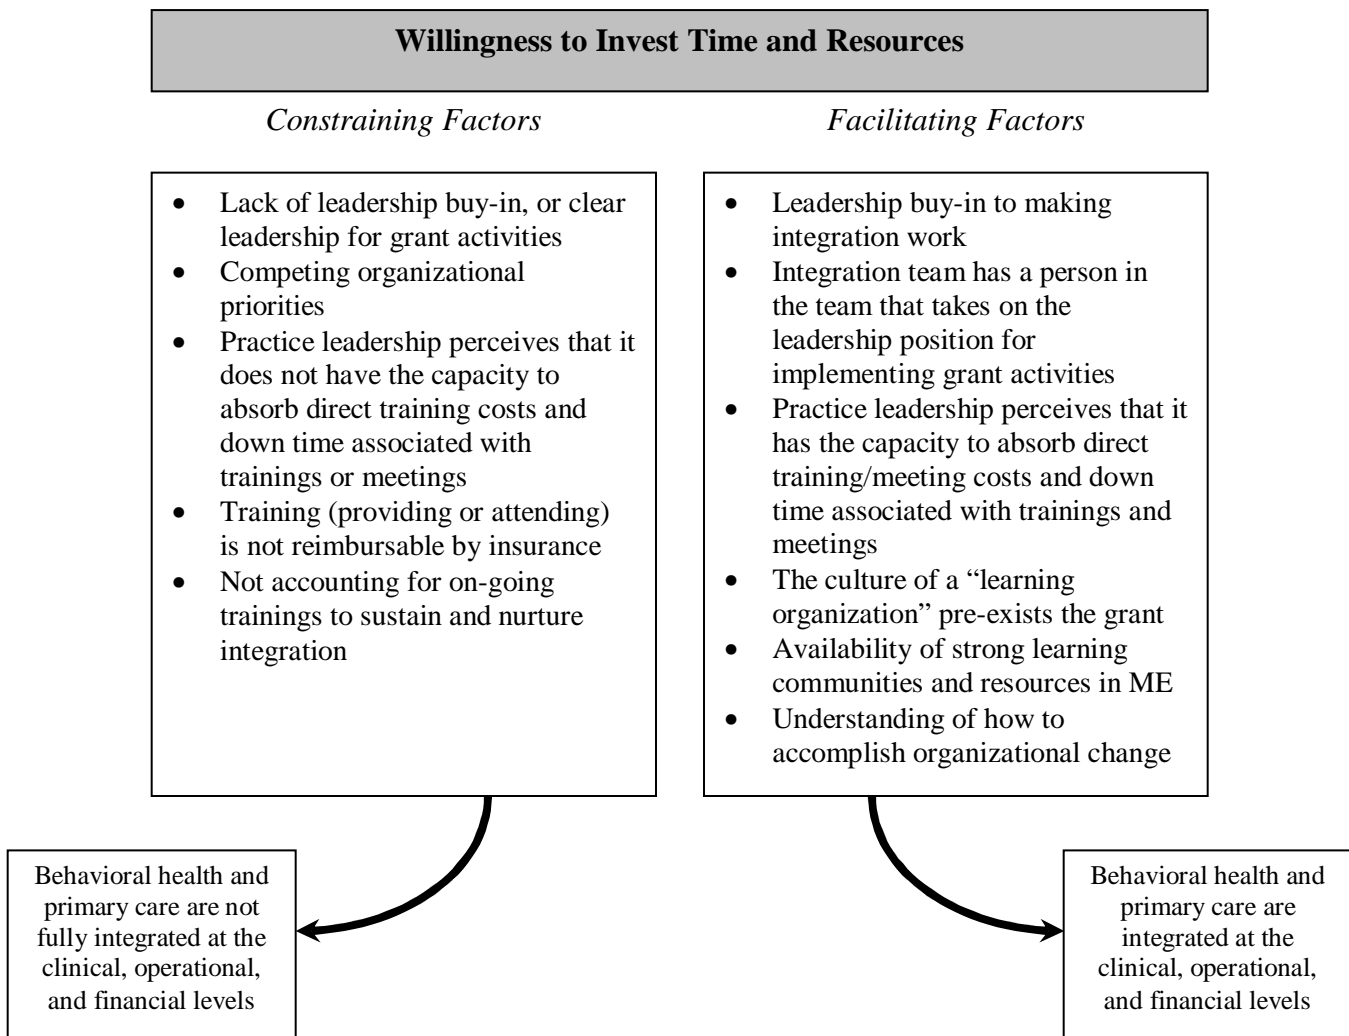 Willingness to Invest Time and Resources
Constraining Factors
Facilitating Factors
• Lack of leadership buy-in, or clear
leadership for grant activities
• Competing organizational
priorities
• Practice leadership perceives that it
does not have the capacity to
absorb direct training costs and
down time associated with
trainings or meetings
• Training (providing or attending)
is not reimbursable by insurance
• Not accounting for on-going
trainings to sustain and nurture
integration
• Leadership buy-in to making
integration work
• Integration team has a person in
the team that takes on the
leadership position for
implementing grant activities
• Practice leadership perceives that it
has the capacity to absorb direct
training/meeting costs and down
time associated with trainings and
meetings
• The culture of a “learning
organization” pre-exists the grant
• Availability of strong learning
communities and resources in ME
• Understanding of how to
accomplish organizational change
Behavioral health and
primary care are not
fully integrated at the
clinical, operational,
and financial levels
Behavioral health and
primary care are
integrated at the
clinical, operational,
and financial levels